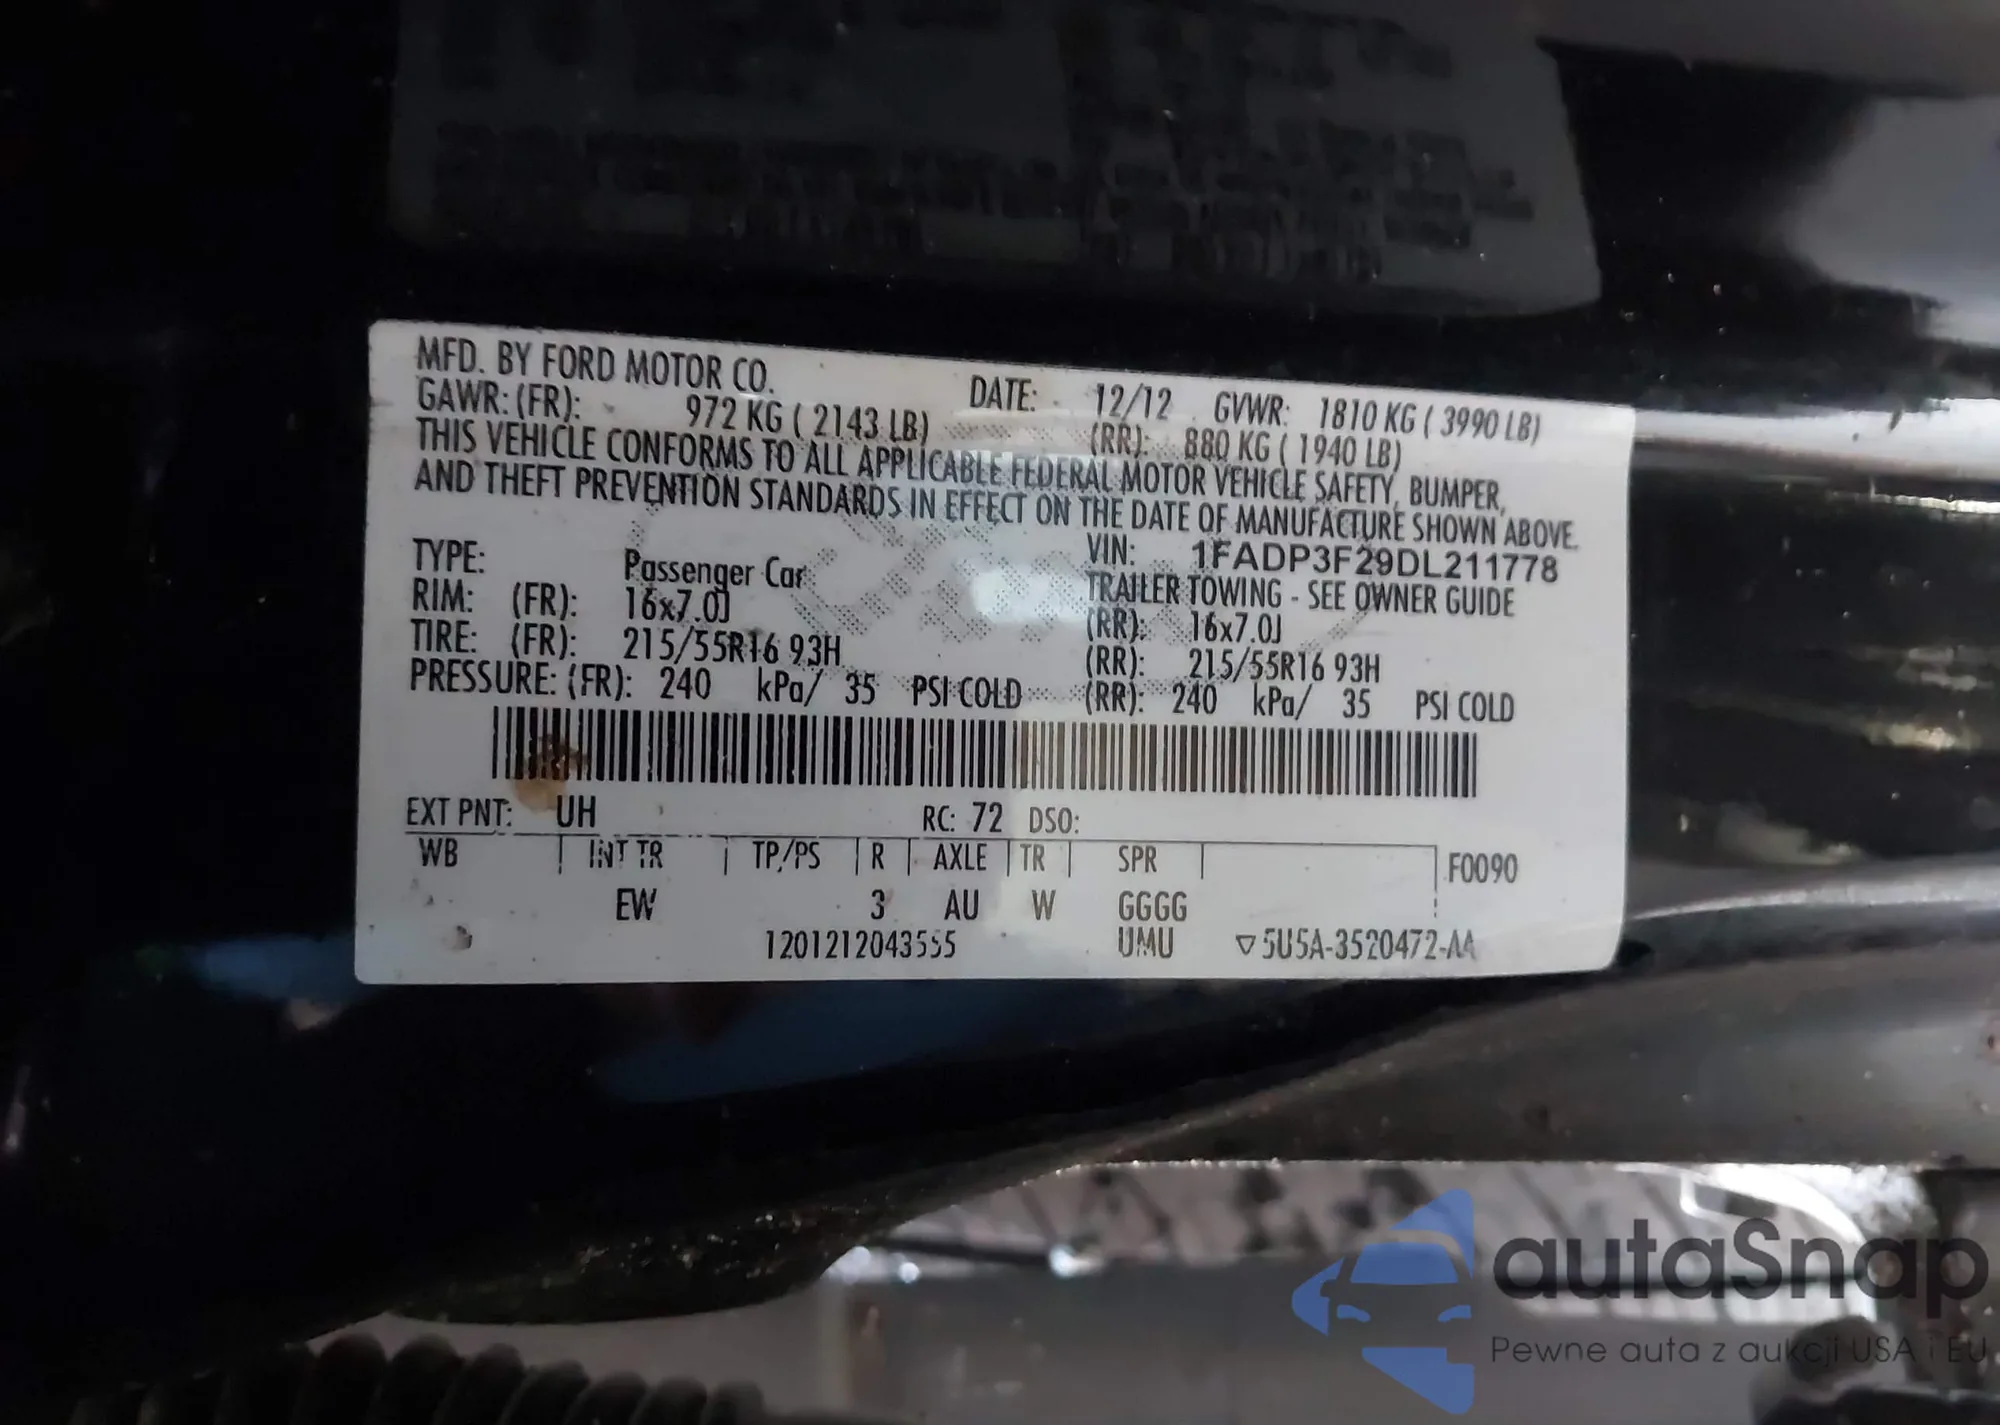 MFD. BY FORD MOTOR CO. DATE: 12/12 GVWR: 1810 KG ( 3990 LB)
GAWR: (FR): 972 KG ( 2143 LB) (RR): 880 KG ( 1940 LB)
THIS VEHICLE CONFORMS TO ALL APPLICABLE FEDERAL MOTOR VEHICLE SAFETY, BUMPER,
AND THEFT PREVENTION STANDARDS IN EFFECT ON THE DATE OF MANUFACTURE SHOWN ABOVE.
VIN: 1FADP3F29DL211778
TYPE: Passenger Car TRAILER TOWING - SEE OWNER GUIDE
RIM: (FR): 16x7.0J (RR): 16x7.0J
TIRE: (FR): 215/55R16 93H (RR): 215/55R16 93H
PRESSURE: (FR): 240 kPa/ 35 PSI COLD (RR): 240 kPa/ 35 PSI COLD
EXT PNT: UH RC: 72 DSO:
WB INT TR TP/PS R AXLE TR SPR F0090
EW 3 AU W GGGG
1201212043555 UMU ▽5U5A-3520472-AA
autaSnap
Pewne auta z aukcji USA i EU